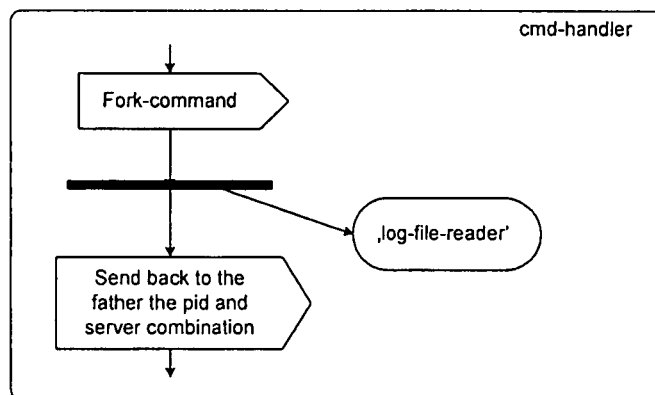 cmd-handler
Fork-command
‚log-file-reader'
Send back to the
father the pid and
server combination